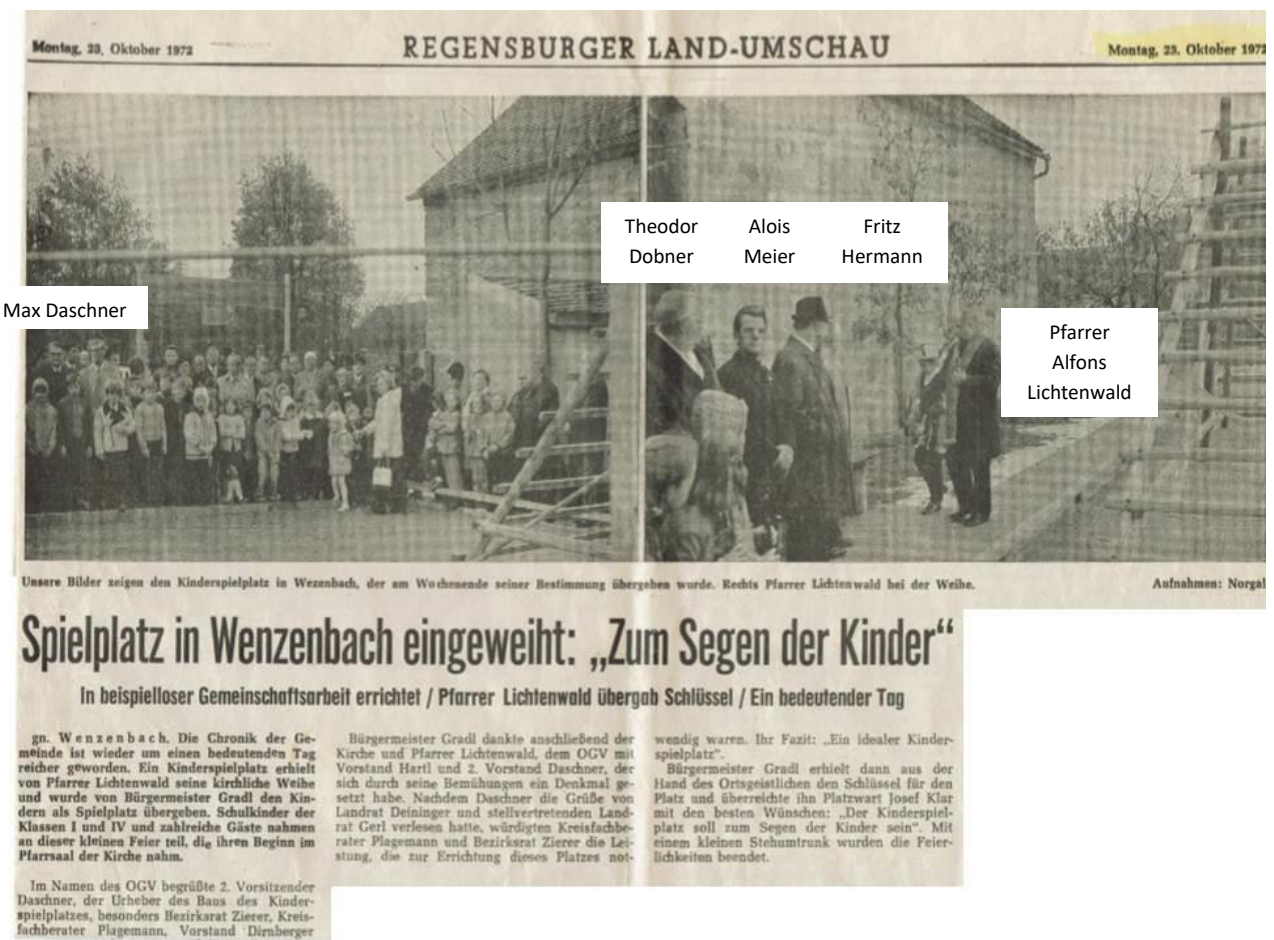 Montag, 23. Oktober 1972
REGENSBURGER LAND-UMSCHAU
Montag, 23. Oktober 1972
Theodor Dobner
Alois Meier
Fritz Hermann
Max Daschner
Pfarrer
Alfons
Lichtenwald
Unsere Bilder zeigen den Kinderspielplatz in Wezenbach, der am Wochenende seiner Bestimmung übergeben wurde. Rechts Pfarrer Lichtenwald bei der Weihe.
Aufnahmen: Norgal
Spielplatz in Wenzenbach eingeweiht: „Zum Segen der Kinder“
In beispielloser Gemeinschaftsarbeit errichtet / Pfarrer Lichtenwald übergab Schlüssel / Ein bedeutender Tag
gn. Wenzenbach. Die Chronik der Ge-
meinde ist wieder um einen bedeutenden Tag
reicher geworden. Ein Kinderspielplatz erhielt
von Pfarrer Lichtenwald seine kirchliche Weihe
und wurde von Bürgermeister Gradl den Kin-
dern als Spielplatz übergeben. Schulkinder der
Klassen I und IV und zahlreiche Gäste nahmen
an dieser kleinen Feier teil, die ihren Beginn im
Pfarrsaal der Kirche nahm.
Im Namen des OGV begrüßte 2. Vorsitzender
Daschner, der Urheber des Baus des Kinder-
spielplatzes, besonders Bezirksrat Zierer, Kreis-
fachberater Plagemann, Vorstand Dirnberger
Bürgermeister Gradl dankte anschließend der
Kirche und Pfarrer Lichtenwald, dem OGV mit
Vorstand Hartl und 2. Vorstand Daschner, der
sich durch seine Bemühungen ein Denkmal ge-
setzt habe. Nachdem Daschner die Grüße von
Landrat Deininger und stellvertretenden Land-
rat Gerl verlesen hatte, würdigten Kreisfachbe-
rater Plagemann und Bezirksrat Zierer die Lei-
stung, die zur Errichtung dieses Platzes not-
wendig waren. Ihr Fazit: „Ein idealer Kinder-
spielplatz“.
Bürgermeister Gradl erhielt dann aus der
Hand des Ortsgeistlichen den Schlüssel für den
Platz und überreichte ihn Platzwart Josef Klar
mit den besten Wünschen: „Der Kinderspiel-
platz soll zum Segen der Kinder sein“. Mit
einem kleinen Stehumtrunk wurden die Feier-
lichkeiten beendet.